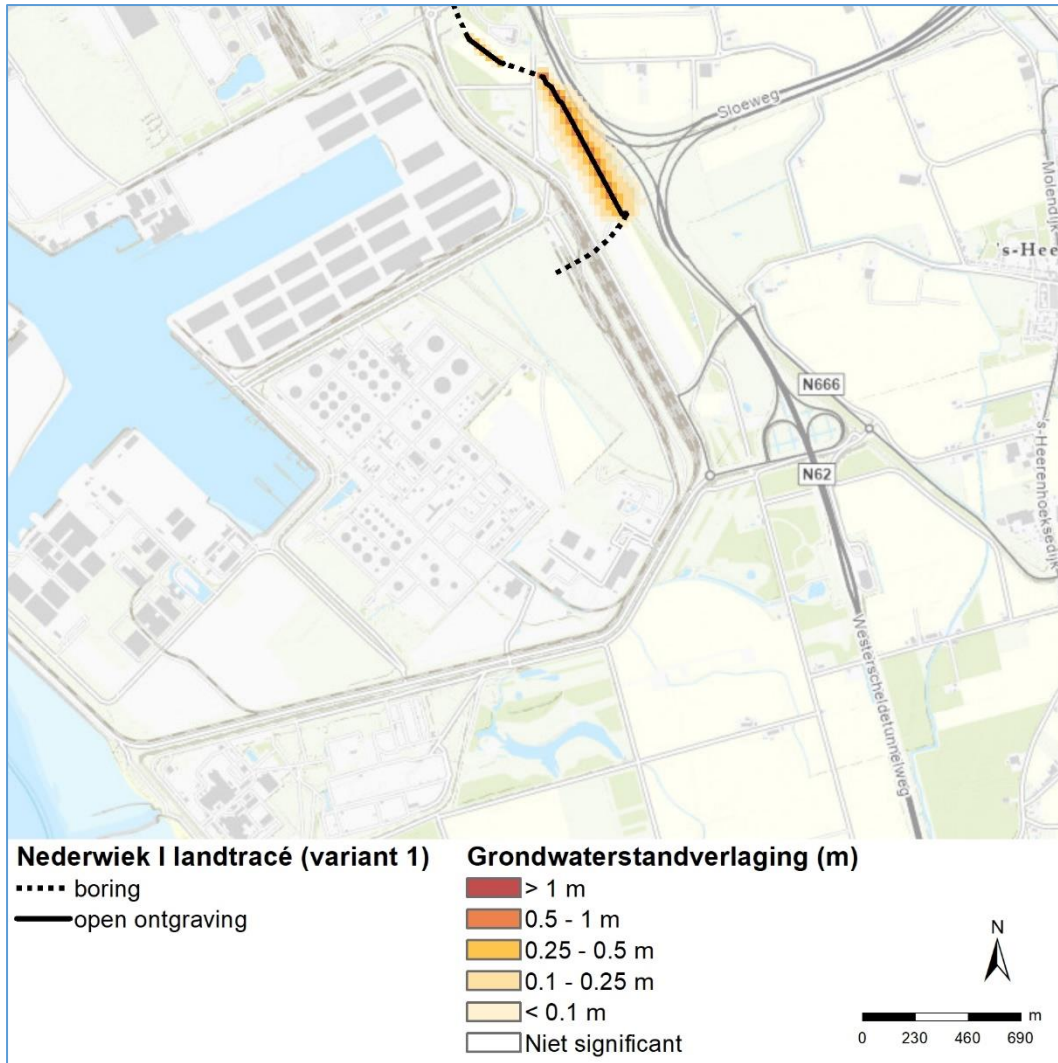 Sloeweg
Molendijk
's-Hee
N666
N62
's-Heerenhoeksedijk
Westerscheldetunnelweg
Nederwiek I landtracé (variant 1)
boring
open ontgraving
Grondwaterstandverlaging (m)
> 1 m
0.5 - 1 m
0.25 - 0.5 m
0.1 - 0.25 m
< 0.1 m
Niet significant
N
m
0 230 460 690